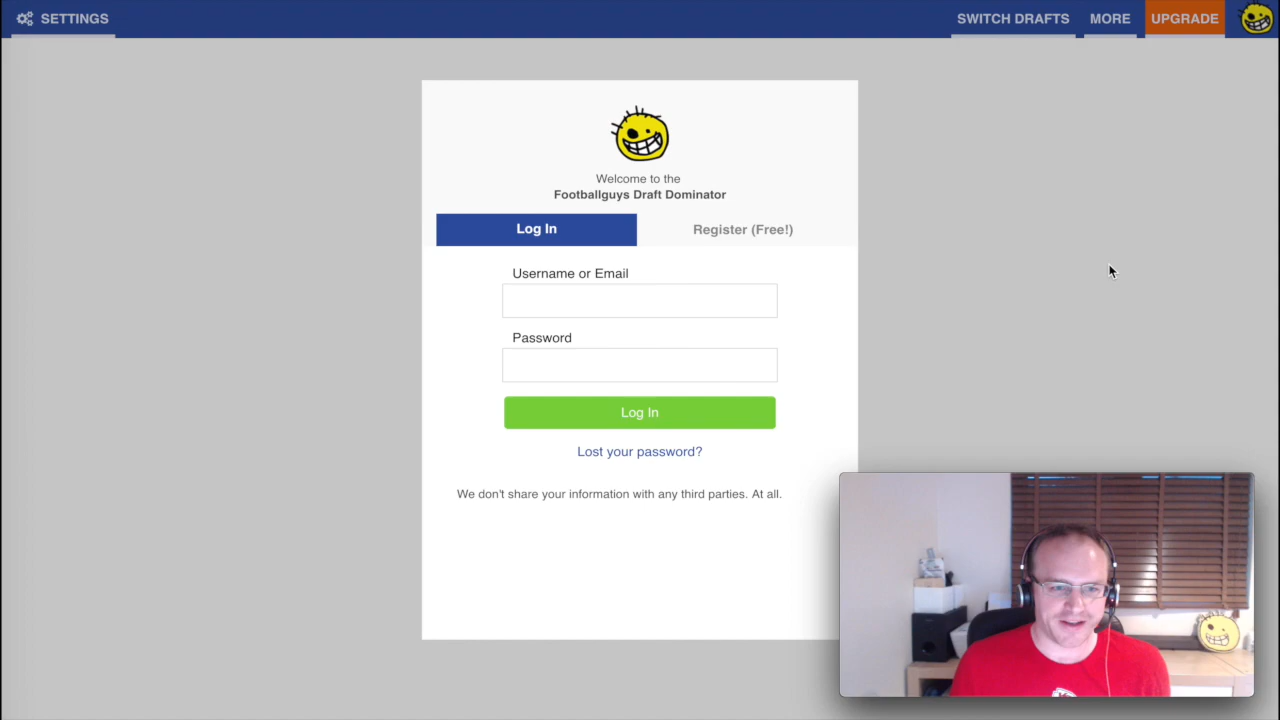 SETTINGS
SWITCH DRAFTS
MORE
UPGRADE
Welcome to the
Footballguys Draft Dominator
Log In
Register (Free!)
Username or Email
Password
Log In
Lost your password?
We don't share your information with any third parties. At all.